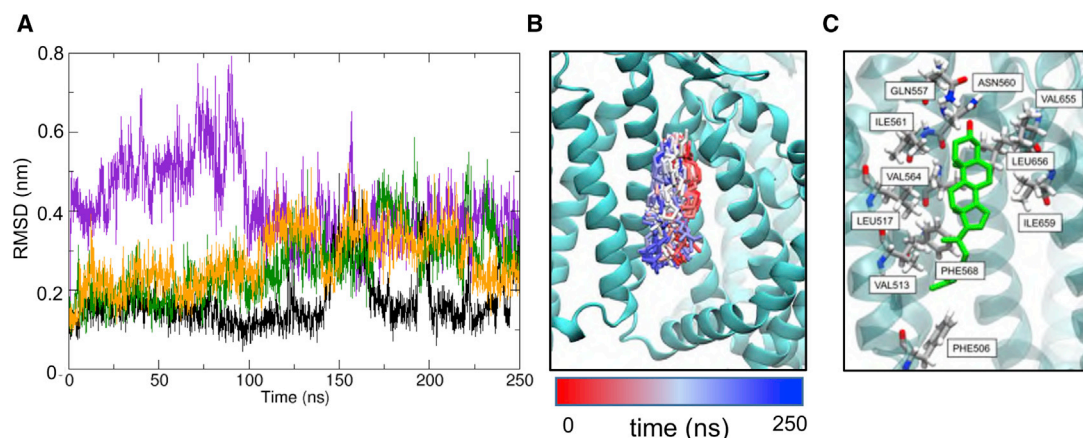 A
B
C
RMSD (nm)
0.8
0.6
0.4
0.2
0
0
50
100
150
200
250
Time (ns)
0
250
time (ns)
GLN557
ASN560
VAL655
ILE561
LEU656
VAL564
LEU517
ILE659
PHE568
VAL513
PHE506